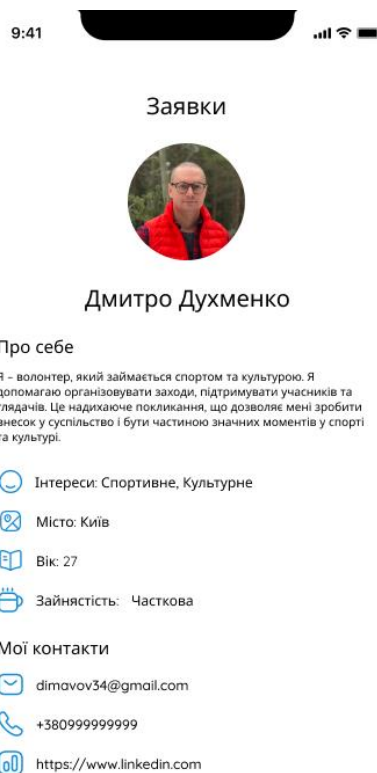 9:41
Заявки
Дмитро Духменко
Про себе
Я – волонтер, який займається спортом та культурою. Я
допомагаю організовувати заходи, підтримувати учасників та
глядачів. Це надихаюче покликання, що дозволяє мені зробити
внесок у суспільство і бути частиною значних моментів у спорті
та культурі.
Інтереси: Спортивне, Культурне
Місто: Київ
Вік: 27
Зайнятість: Часткова
Мої контакти
dimavov34@gmail.com
+380999999999
https://www.linkedin.com